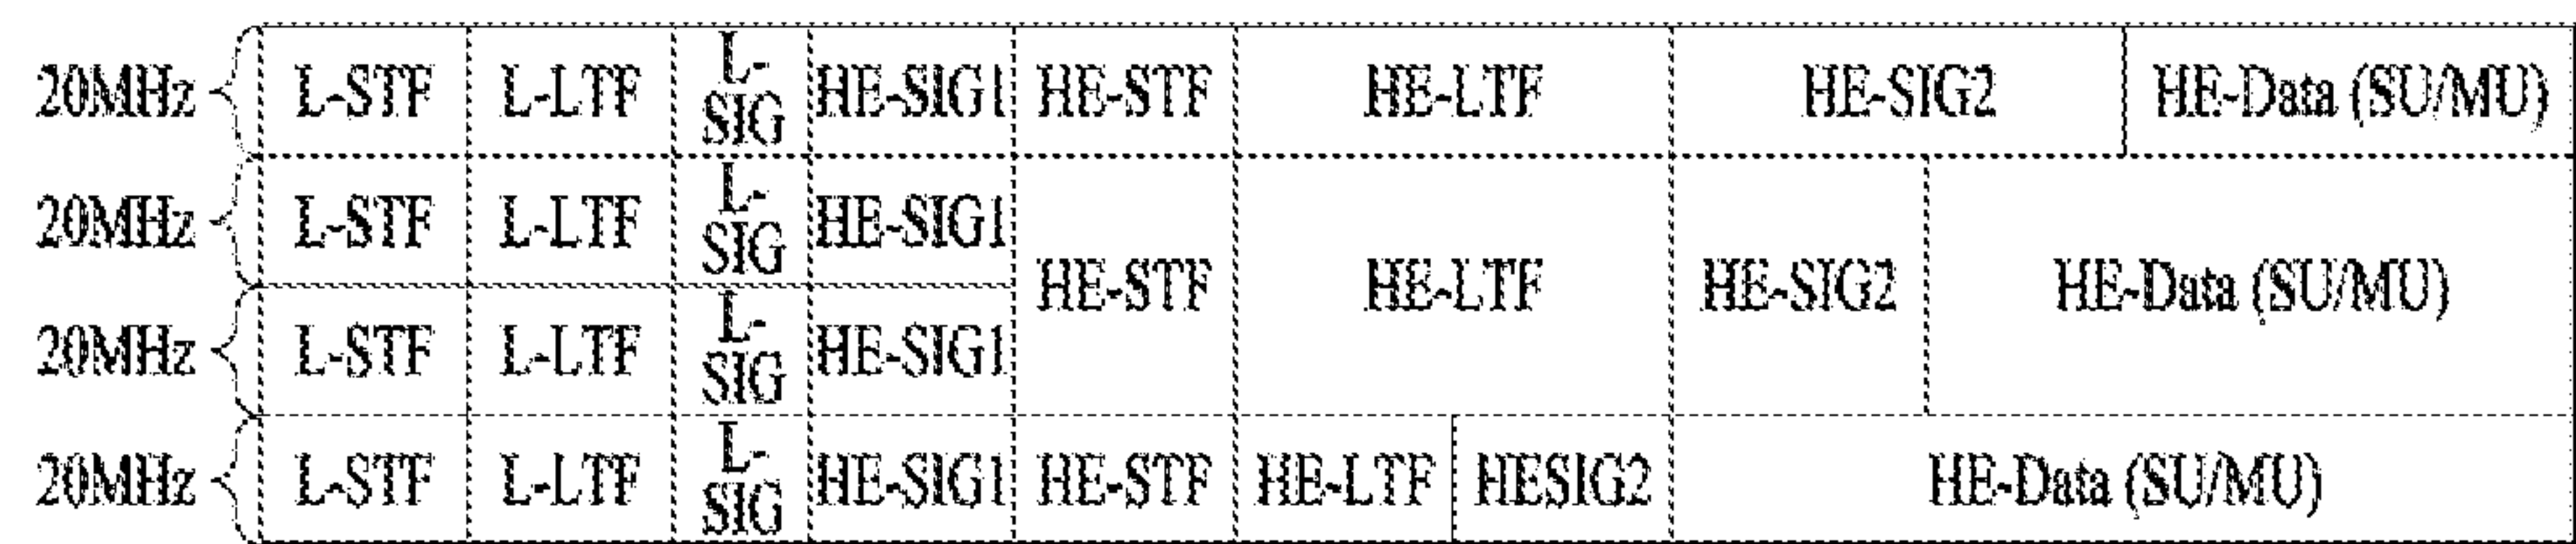 20MHz L-STF L-LTF L-SIG HE-SIG1 HE-STF HE-LTF HE-SIG2 HE-Data (SU/MU)
20MHz L-STF L-LTF L-SIG HE-SIG1
HE-STF HE-LTF HE-SIG2 HE-Data (SU/MU)
20MHz L-STF L-LTF L-SIG HE-SIG1
20MHz L-STF L-LTF L-SIG HE-SIG1 HE-STF HE-LTF HESIG2 HE-Data (SU/MU)